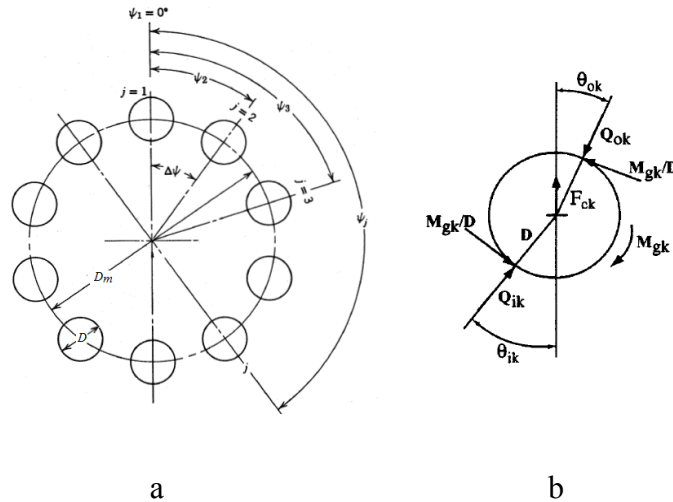 ψ₁ = 0°
ψ₂
ψ₃
ψⱼ
j = 1
j = 2
j = 3
Δψ
Dₘ
D
j
θok
Qok
Mgk/D
Fck
Mgk/D
D
Mgk
Qik
θik
a
b